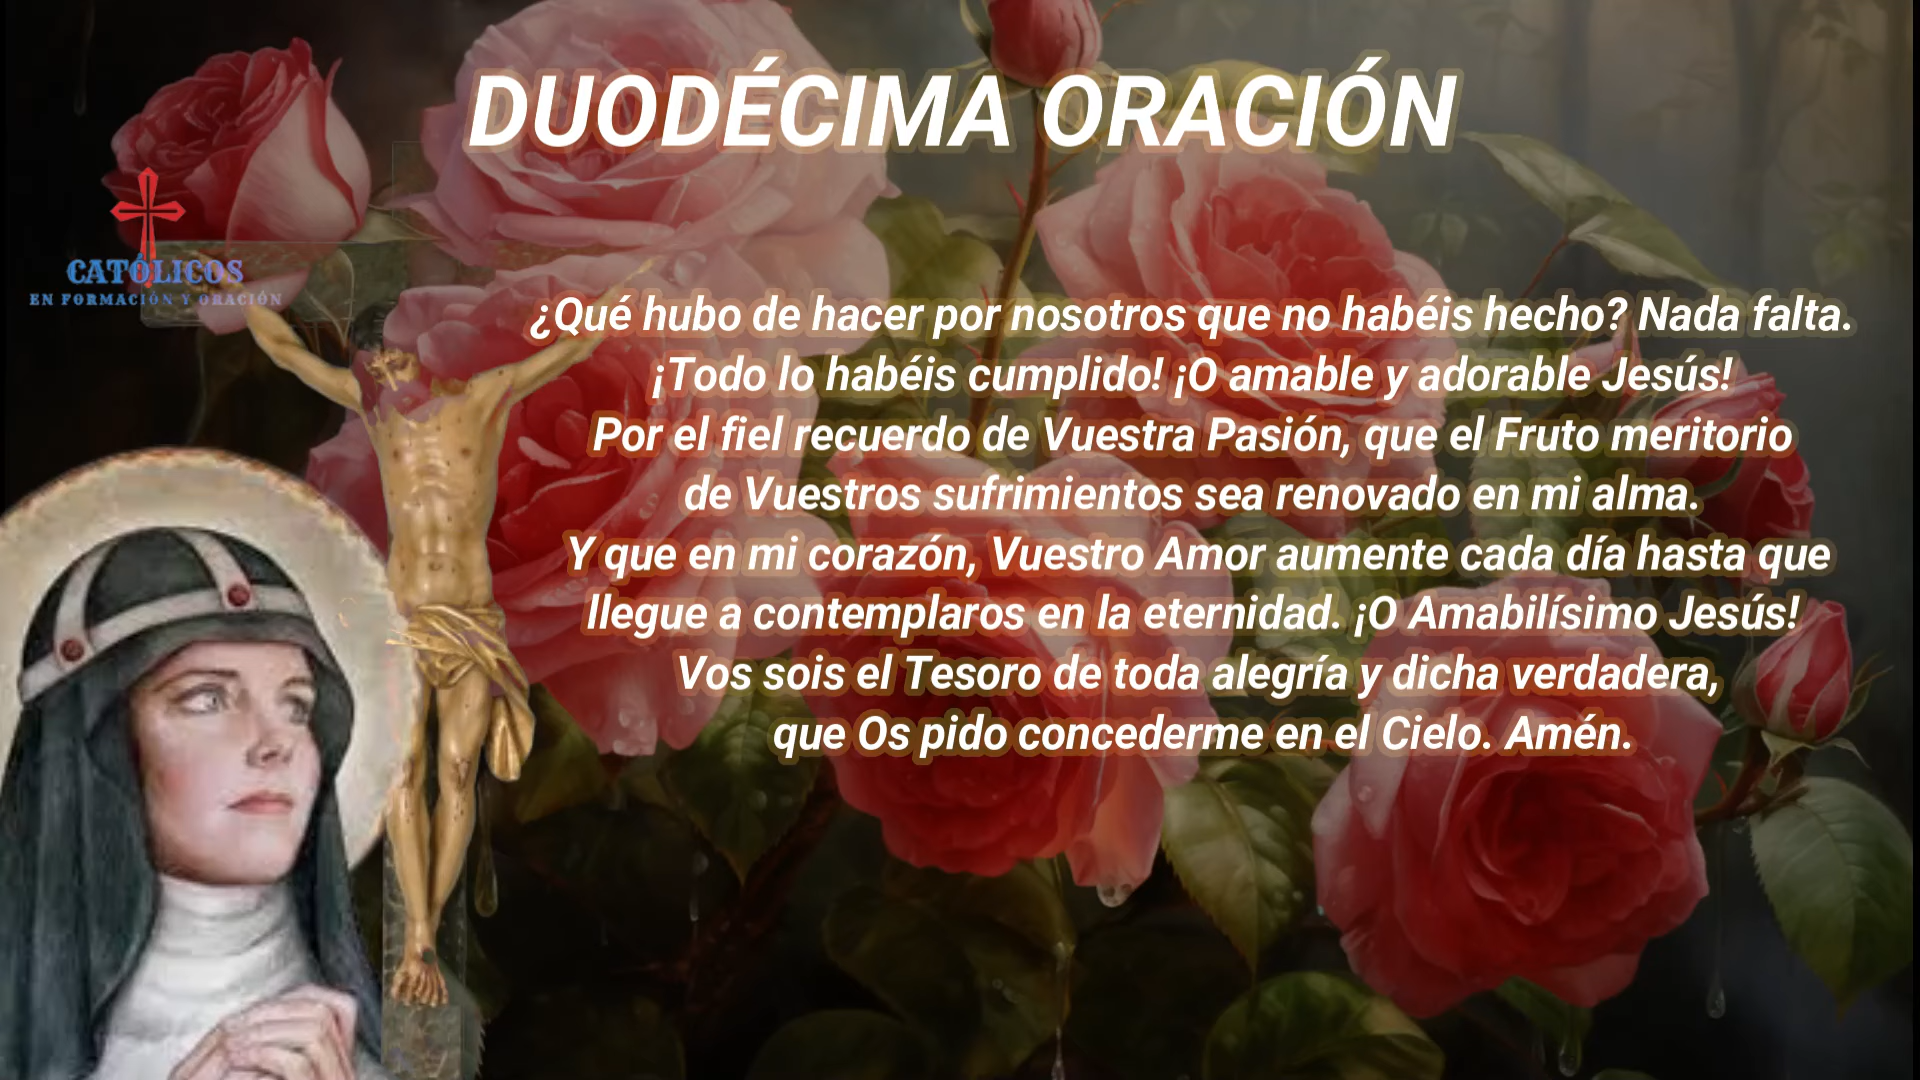 DUODÉCIMA ORACIÓN
CATÓLICOS
EN FORMACIÓN Y ORACIÓN
¿Qué hubo de hacer por nosotros que no habéis hecho? Nada falta.
¡Todo lo habéis cumplido! ¡O amable y adorable Jesús!
Por el fiel recuerdo de Vuestra Pasión, que el Fruto meritorio
de Vuestros sufrimientos sea renovado en mi alma.
Y que en mi corazón, Vuestro Amor aumente cada día hasta que
llegue a contemplaros en la eternidad. ¡O Amabilísimo Jesús!
Vos sois el Tesoro de toda alegría y dicha verdadera,
que Os pido concederme en el Cielo. Amén.